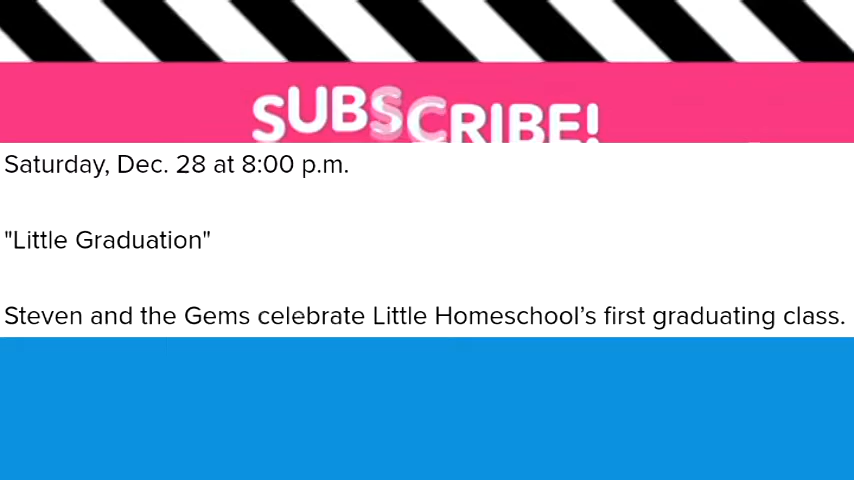 SUBSCRIBE!
Saturday, Dec. 28 at 8:00 p.m.
"Little Graduation"
Steven and the Gems celebrate Little Homeschool’s first graduating class.